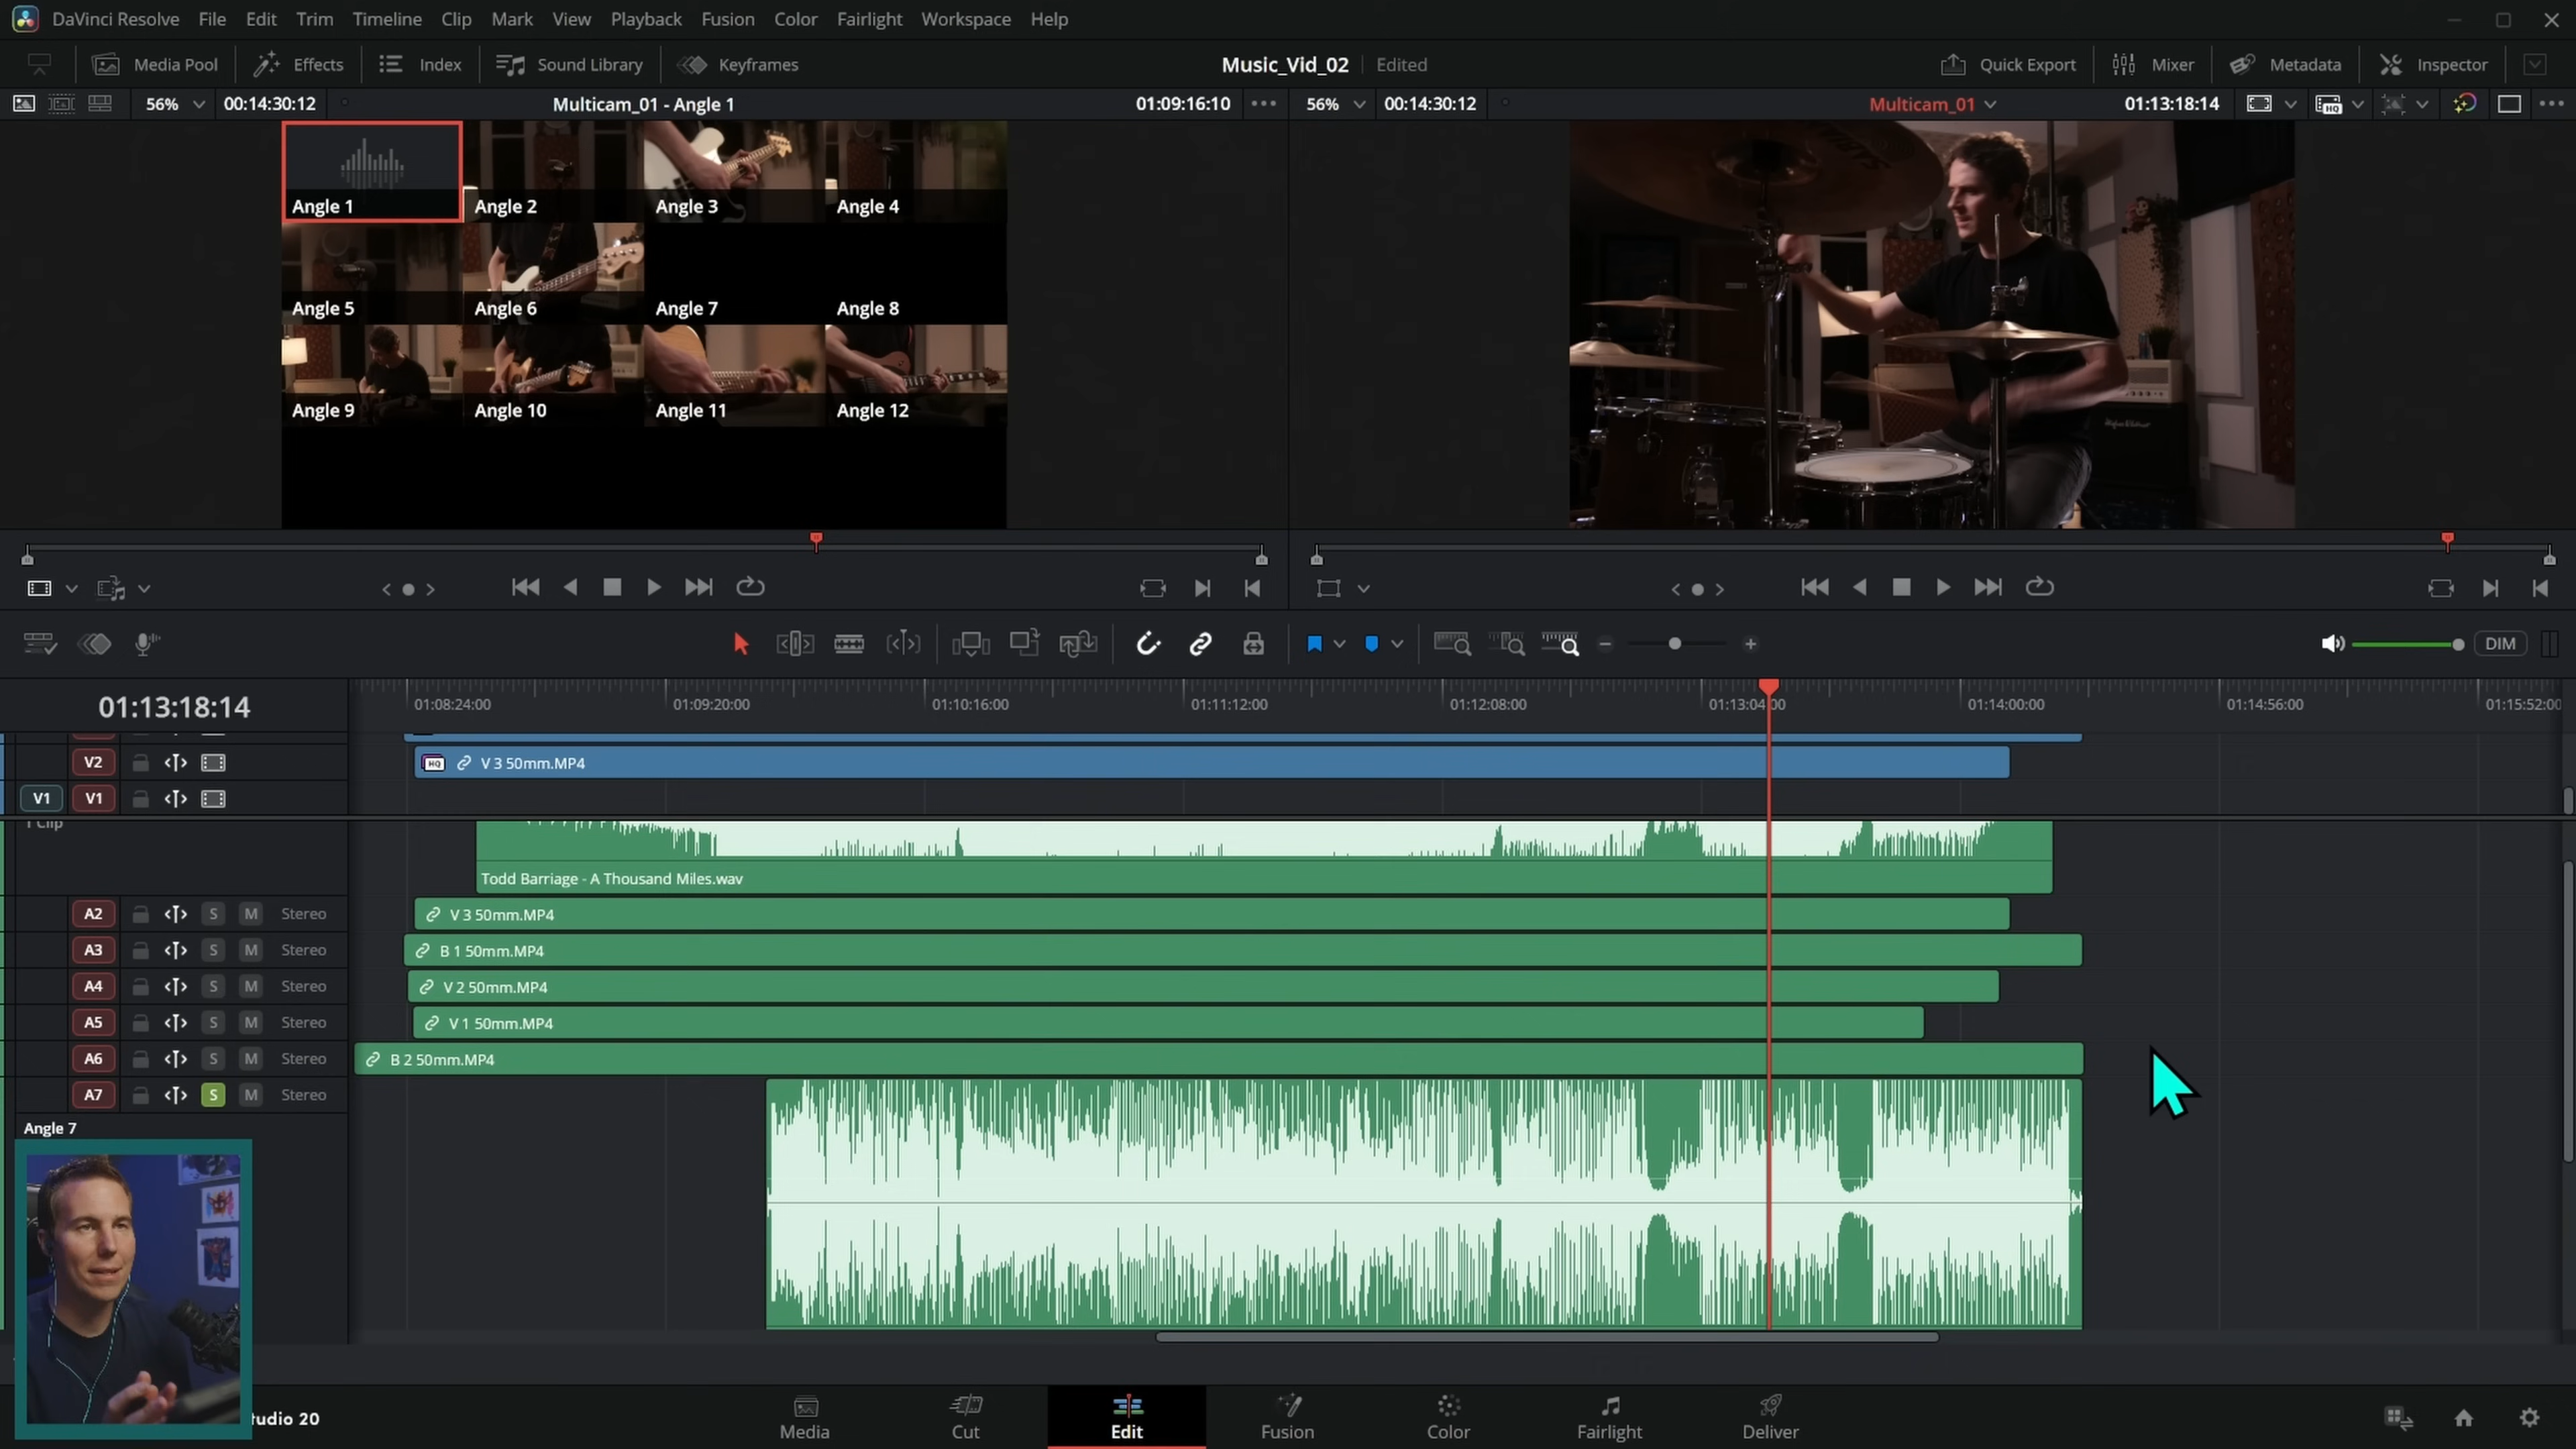 DaVinci Resolve File Edit Trim Timeline Clip Mark View Playback Fusion Color Fairlight Workspace Help
Media Pool Effects Index Sound Library Keyframes Music_Vid_02 Edited Quick Export Mixer Metadata Inspector
56% 00:14:30:12 Multicam_01 - Angle 1 01:09:16:10 56% 00:14:30:12 Multicam_01 01:13:18:14
Angle 1 Angle 2 Angle 3 Angle 4
Angle 5 Angle 6 Angle 7 Angle 8
Angle 9 Angle 10 Angle 11 Angle 12
DIM
01:13:18:14 01:08:24:00 01:09:20:00 01:10:16:00 01:11:12:00 01:12:08:00 01:13:04:00 01:14:00:00 01:14:56:00 01:15:52:00
V2 HQ V 3 50mm.MP4
V1 V1
1 Clip
Todd Barriage - A Thousand Miles.wav
A2 S M Stereo V 3 50mm.MP4
A3 S M Stereo B 1 50mm.MP4
A4 S M Stereo V 2 50mm.MP4
A5 S M Stereo V 1 50mm.MP4
A6 S M Stereo B 2 50mm.MP4
A7 S M Stereo
Angle 7
tudio 20
Media Cut Edit Fusion Color Fairlight Deliver